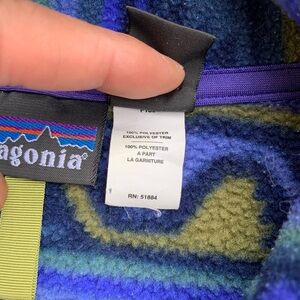 agonia®
100% POLYESTER
EXCLUSIVE OF TRIM
100% POLYESTER
A PART
LA GARNITURE
RN: 51884